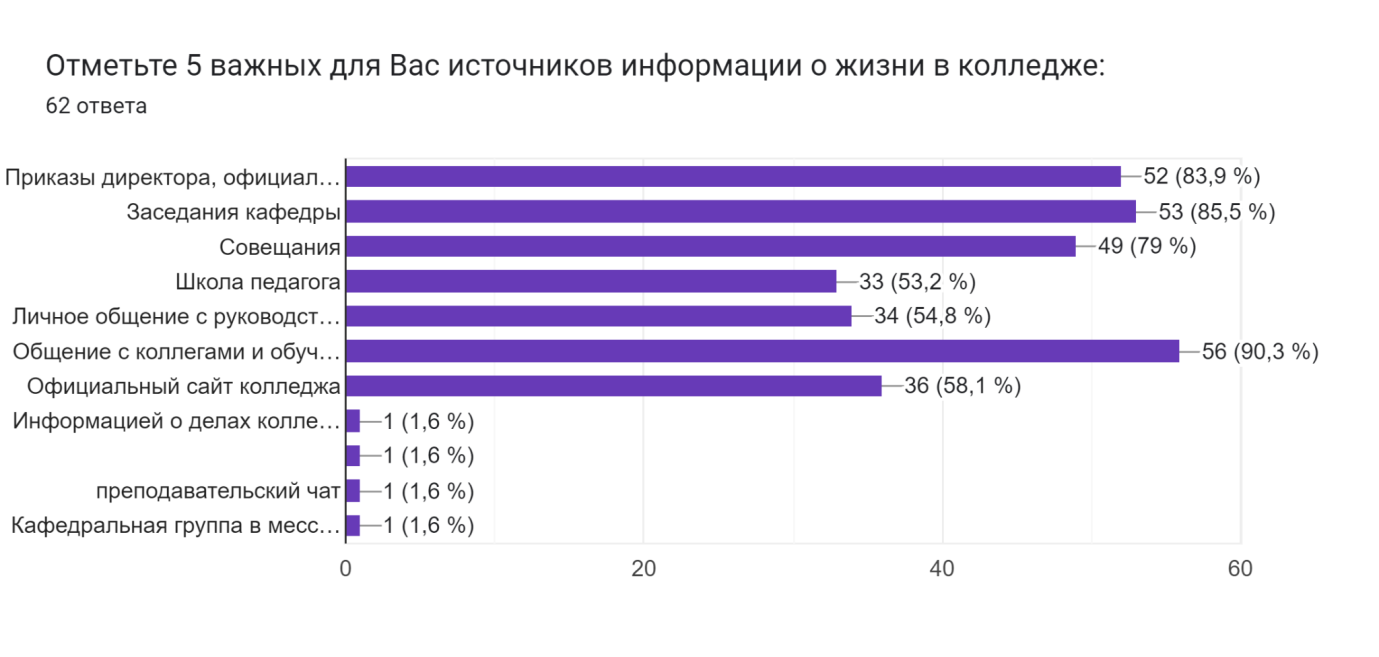 Отметьте 5 важных для Вас источников информации о жизни в колледже:
62 ответа
Приказы директора, официал… 52 (83,9 %)
Заседания кафедры 53 (85,5 %)
Совещания 49 (79 %)
Школа педагога 33 (53,2 %)
Личное общение с руководст… 34 (54,8 %)
Общение с коллегами и обуч… 56 (90,3 %)
Официальный сайт колледжа 36 (58,1 %)
Информацией о делах колле… 1 (1,6 %)
1 (1,6 %)
преподавательский чат 1 (1,6 %)
Кафедральная группа в месс… 1 (1,6 %)
0 20 40 60